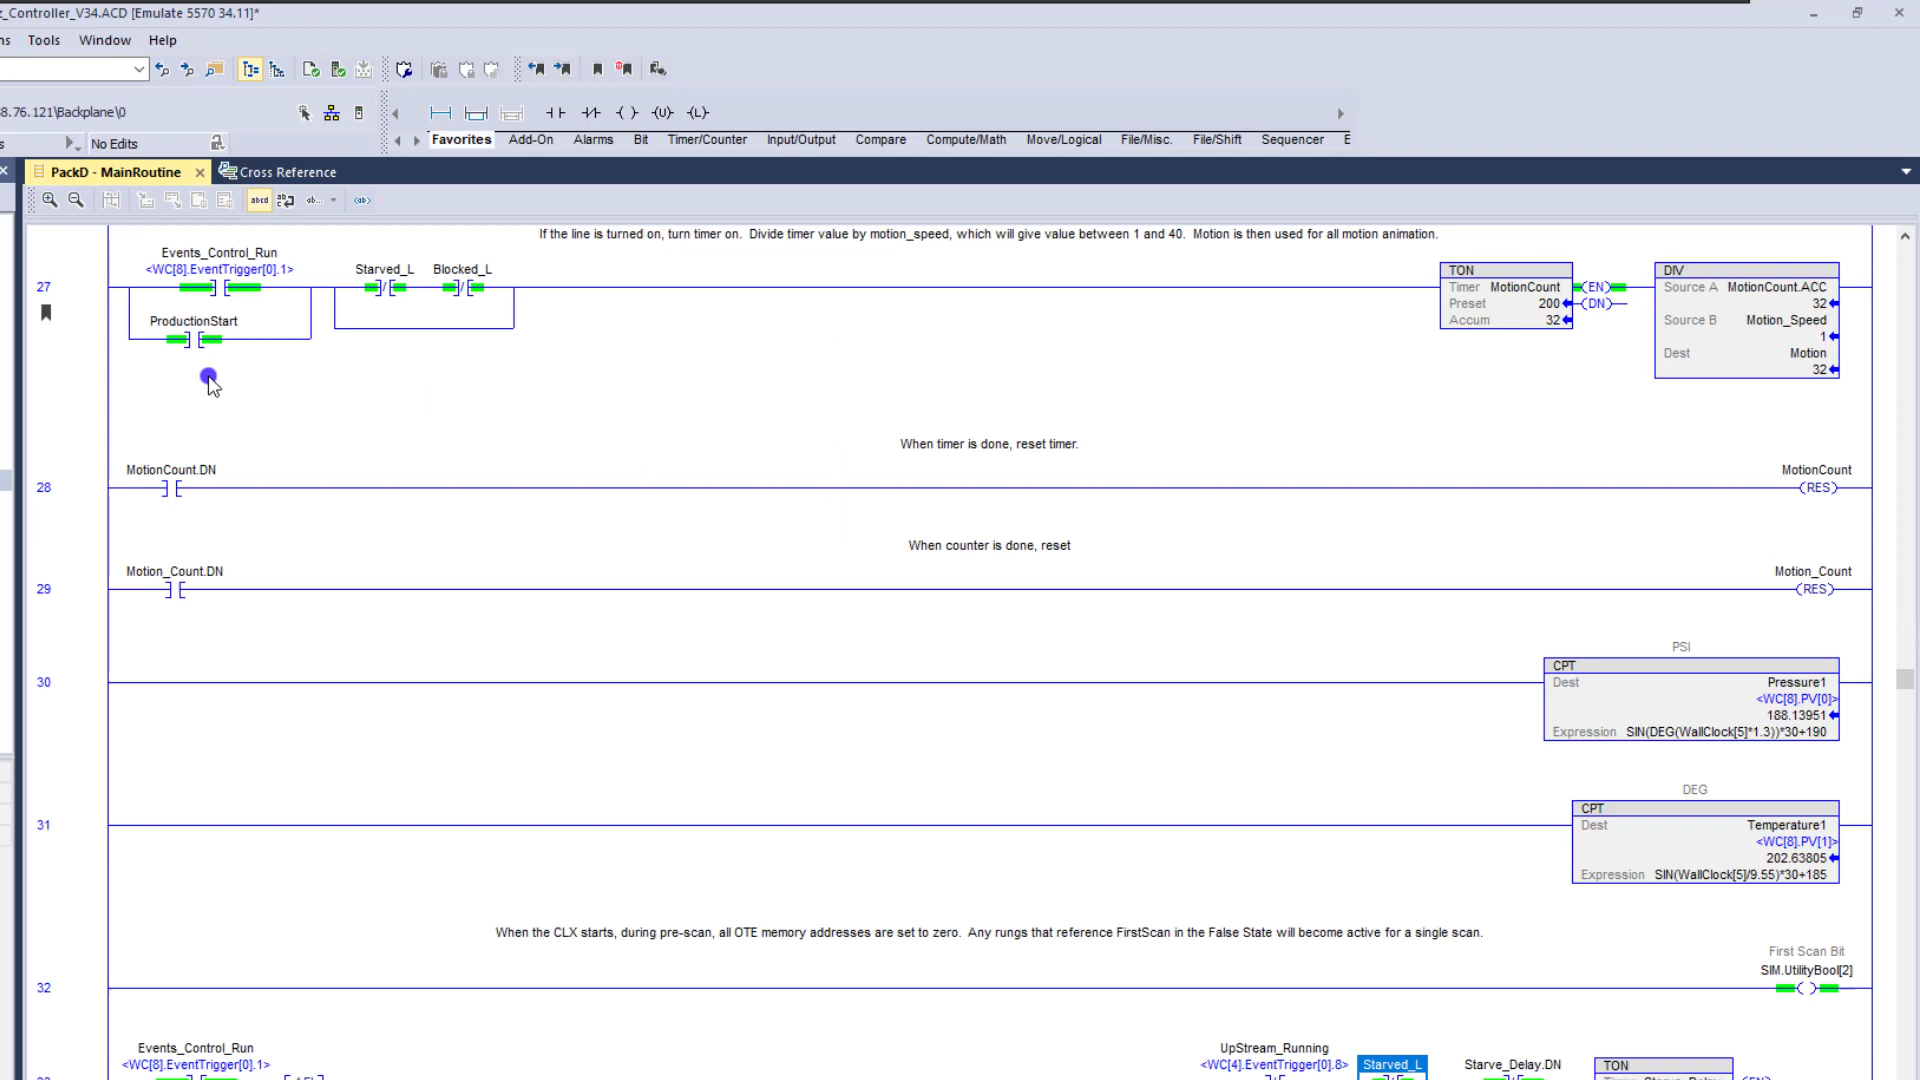 z_Controller_V34.ACD [Emulate 5570 34.11]*
ns Tools Window Help
8.76.121\Backplane\0
s No Edits
Favorites Add-On Alarms Bit Timer/Counter Input/Output Compare Compute/Math Move/Logical File/Misc. File/Shift Sequencer E
PackD - MainRoutine Cross Reference
abcd ab... <ab>
If the line is turned on, turn timer on. Divide timer value by motion_speed, which will give value between 1 and 40. Motion is then used for all motion animation.
Events_Control_Run
<WC[8].EventTrigger[0].1> Starved_L Blocked_L TON DIV
27 Timer MotionCount (EN) Source A MotionCount.ACC
Preset 200 (DN) 32
ProductionStart Accum 32 Source B Motion_Speed
1
Dest Motion
32
When timer is done, reset timer.
MotionCount.DN MotionCount
28 (RES)
When counter is done, reset
Motion_Count.DN Motion_Count
29 (RES)
PSI
CPT
30 Dest Pressure1
<WC[8].PV[0]>
188.13951
Expression SIN(DEG(WallClock[5]*1.3))*30+190
DEG
CPT
31 Dest Temperature1
<WC[8].PV[1]>
202.63805
Expression SIN(WallClock[5]/9.55)*30+185
When the CLX starts, during pre-scan, all OTE memory addresses are set to zero. Any rungs that reference FirstScan in the False State will become active for a single scan.
First Scan Bit
SIM.UtilityBool[2]
32
Events_Control_Run UpStream_Running
<WC[8].EventTrigger[0].1> <WC[4].EventTrigger[0].8> Starved_L Starve_Delay.DN TON